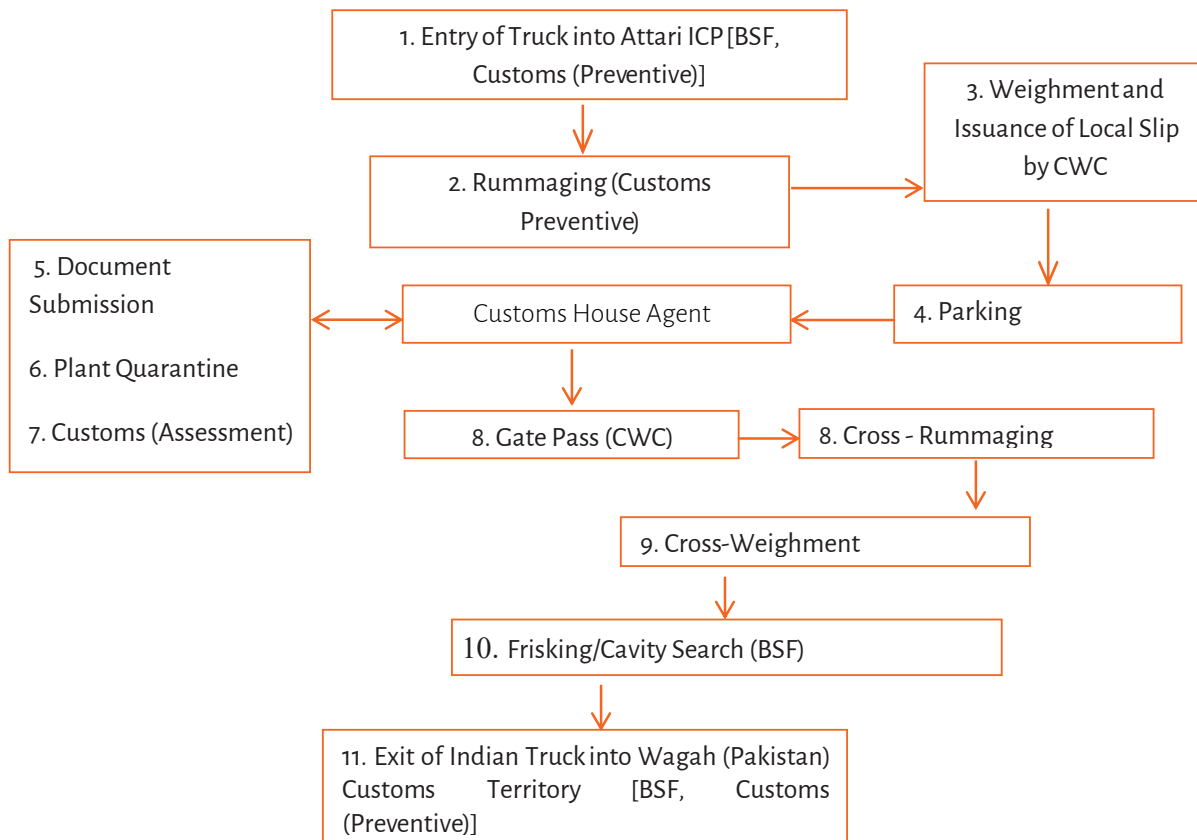 1. Entry of Truck into Attari ICP [BSF,
Customs (Preventive)]
2. Rummaging (Customs
Preventive)
3. Weighment and
Issuance of Local Slip
by CWC
4. Parking
Customs House Agent
5. Document
Submission
6. Plant Quarantine
7. Customs (Assessment)
8. Gate Pass (CWC)
8. Cross - Rummaging
9. Cross-Weighment
10. Frisking/Cavity Search (BSF)
11. Exit of Indian Truck into Wagah (Pakistan)
Customs Territory [BSF, Customs
(Preventive)]